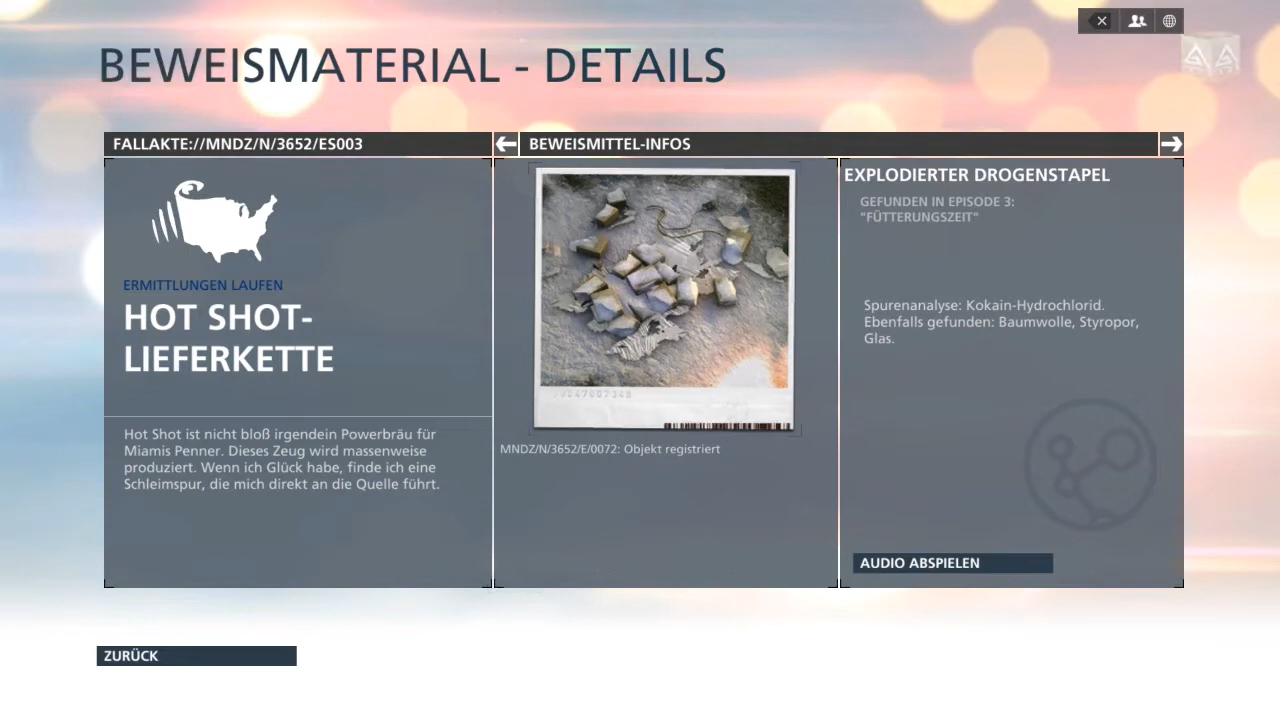 BEWEISMATERIAL - DETAILS
FALLAKTE://MNDZ/N/3652/ES003
BEWEISMITTEL-INFOS
ERMITTLUNGEN LAUFEN
HOT SHOT-
LIEFERKETTE
Hot Shot ist nicht bloß irgendein Powerbräu für
Miamis Penner. Dieses Zeug wird massenweise
produziert. Wenn ich Glück habe, finde ich eine
Schleimspur, die mich direkt an die Quelle führt.
MNDZ/N/3652/E/0072: Objekt registriert
EXPLODIERTER DROGENSTAPEL
GEFUNDEN IN EPISODE 3:
"FÜTTERUNGSZEIT"
Spurenanalyse: Kokain-Hydrochlorid.
Ebenfalls gefunden: Baumwolle, Styropor,
Glas.
AUDIO ABSPIELEN
ZURÜCK